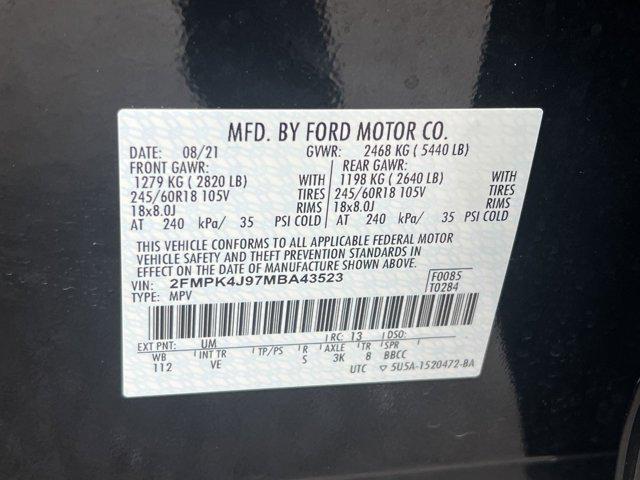 MFD. BY FORD MOTOR CO.
DATE: 08/21 GVWR: 2468 KG ( 5440 LB)
FRONT GAWR: REAR GAWR:
1279 KG ( 2820 LB) WITH 1198 KG ( 2640 LB) WITH
245/60R18 105V TIRES 245/60R18 105V TIRES
18x8.0J RIMS 18x8.0J RIMS
AT 240 kPa/ 35 PSI COLD AT 240 kPa/ 35 PSI COLD
THIS VEHICLE CONFORMS TO ALL APPLICABLE FEDERAL MOTOR
VEHICLE SAFETY AND THEFT PREVENTION STANDARDS IN
EFFECT ON THE DATE OF MANUFACTURE SHOWN ABOVE.
VIN: 2FMPK4J97MBA43523 F0085
TYPE: MPV T0284
EXT PNT: UM RC: 13 DSO:
WB INT TR TP/PS R AXLE TR SPR
112 VE 5 3K 8 BBCC
UTC ▽ 5U5A-1520472-BA